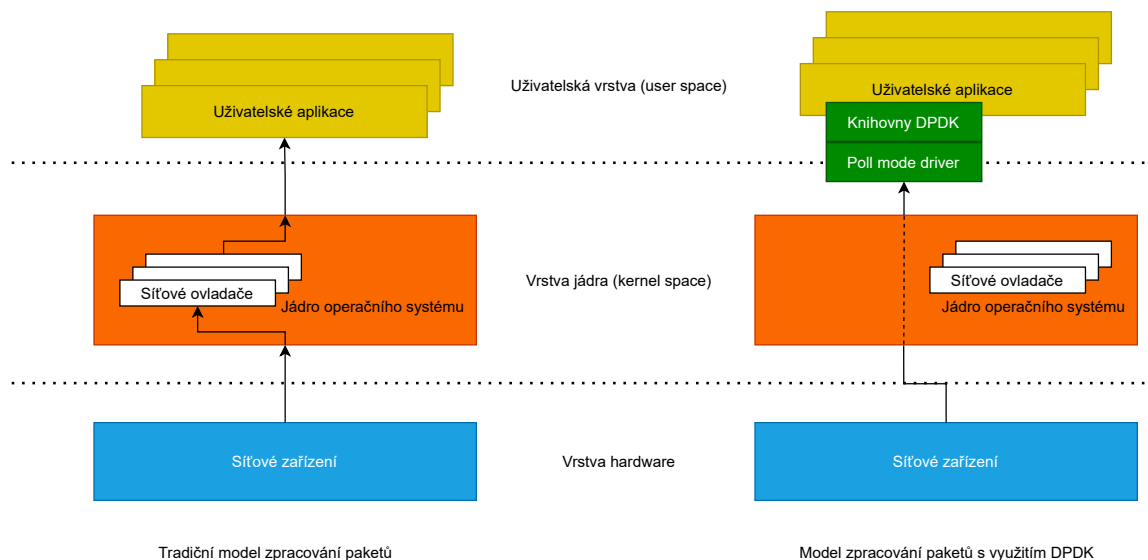 Uživatelské aplikace
Uživatelská vrstva (user space)
Uživatelské aplikace
Knihovny DPDK
Poll mode driver
Síťové ovladače
Jádro operačního systému
Vrstva jádra (kernel space)
Síťové ovladače
Jádro operačního systému
Síťové zařízení
Vrstva hardware
Síťové zařízení
Tradiční model zpracování paketů
Model zpracování paketů s využitím DPDK